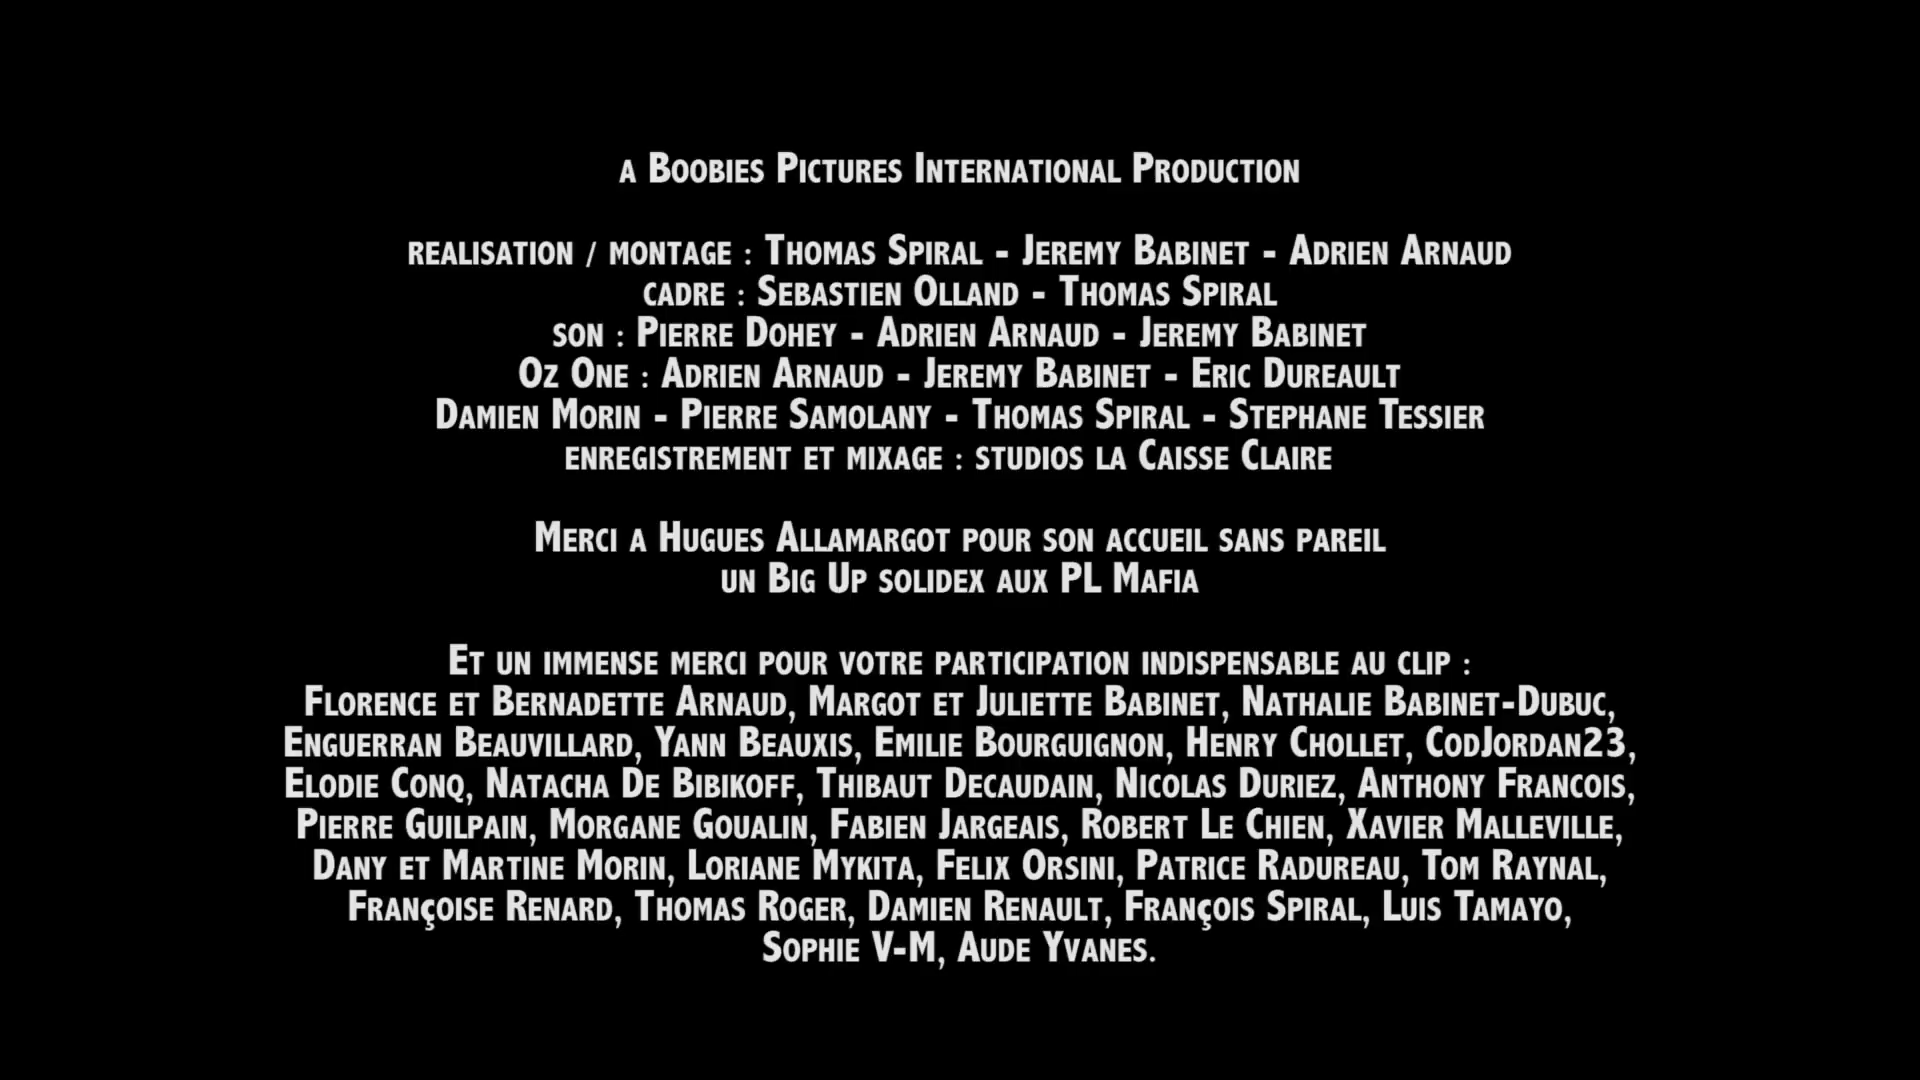 a Boobies Pictures International Production
realisation / montage : Thomas Spiral - Jeremy Babinet - Adrien Arnaud
cadre : Sebastien Olland - Thomas Spiral
son : Pierre Dohey - Adrien Arnaud - Jeremy Babinet
Oz One : Adrien Arnaud - Jeremy Babinet - Eric Dureault
Damien Morin - Pierre Samolany - Thomas Spiral - Stephane Tessier
enregistrement et mixage : studios la Caisse Claire
Merci a Hugues Allamargot pour son accueil sans pareil
un Big Up solidex aux PL Mafia
Et un immense merci pour votre participation indispensable au clip :
Florence et Bernadette Arnaud, Margot et Juliette Babinet, Nathalie Babinet-Dubuc,
Enguerran Beauvillard, Yann Beauxis, Emilie Bourguignon, Henry Chollet, CodJordan23,
Elodie Conq, Natacha De Bibikoff, Thibaut Decaudain, Nicolas Duriez, Anthony Francois,
Pierre Guilpain, Morgane Goualin, Fabien Jargeais, Robert Le Chien, Xavier Malleville,
Dany et Martine Morin, Loriane Mykita, Felix Orsini, Patrice Radureau, Tom Raynal,
Françoise Renard, Thomas Roger, Damien Renault, François Spiral, Luis Tamayo,
Sophie V-M, Aude Yvanes.